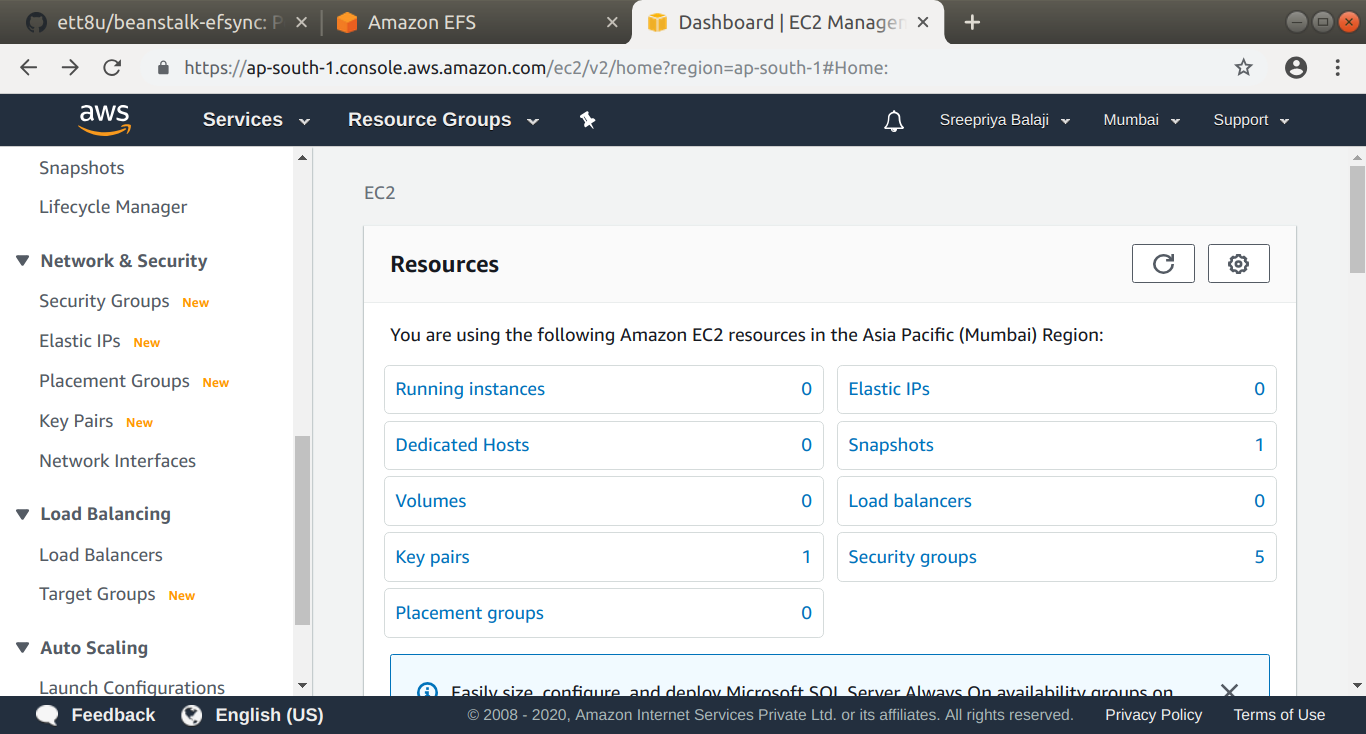 ett8u/beanstalk-efsync: P
Amazon EFS
Dashboard | EC2 Manager
https://ap-south-1.console.aws.amazon.com/ec2/v2/home?region=ap-south-1#Home:
aws
Services
Resource Groups
Sreepriya Balaji
Mumbai
Support
Snapshots
Lifecycle Manager
Network & Security
Security Groups New
Elastic IPs New
Placement Groups New
Key Pairs New
Network Interfaces
Load Balancing
Load Balancers
Target Groups New
Auto Scaling
Launch Configurations
EC2
Resources
You are using the following Amazon EC2 resources in the Asia Pacific (Mumbai) Region:
Running instances 0
Elastic IPs 0
Dedicated Hosts 0
Snapshots 1
Volumes 0
Load balancers 0
Key pairs 1
Security groups 5
Placement groups 0
Easily size, configure, and deploy Microsoft SQL Server Always On availability groups on
Feedback
English (US)
© 2008 - 2020, Amazon Internet Services Private Ltd. or its affiliates. All rights reserved.
Privacy Policy
Terms of Use